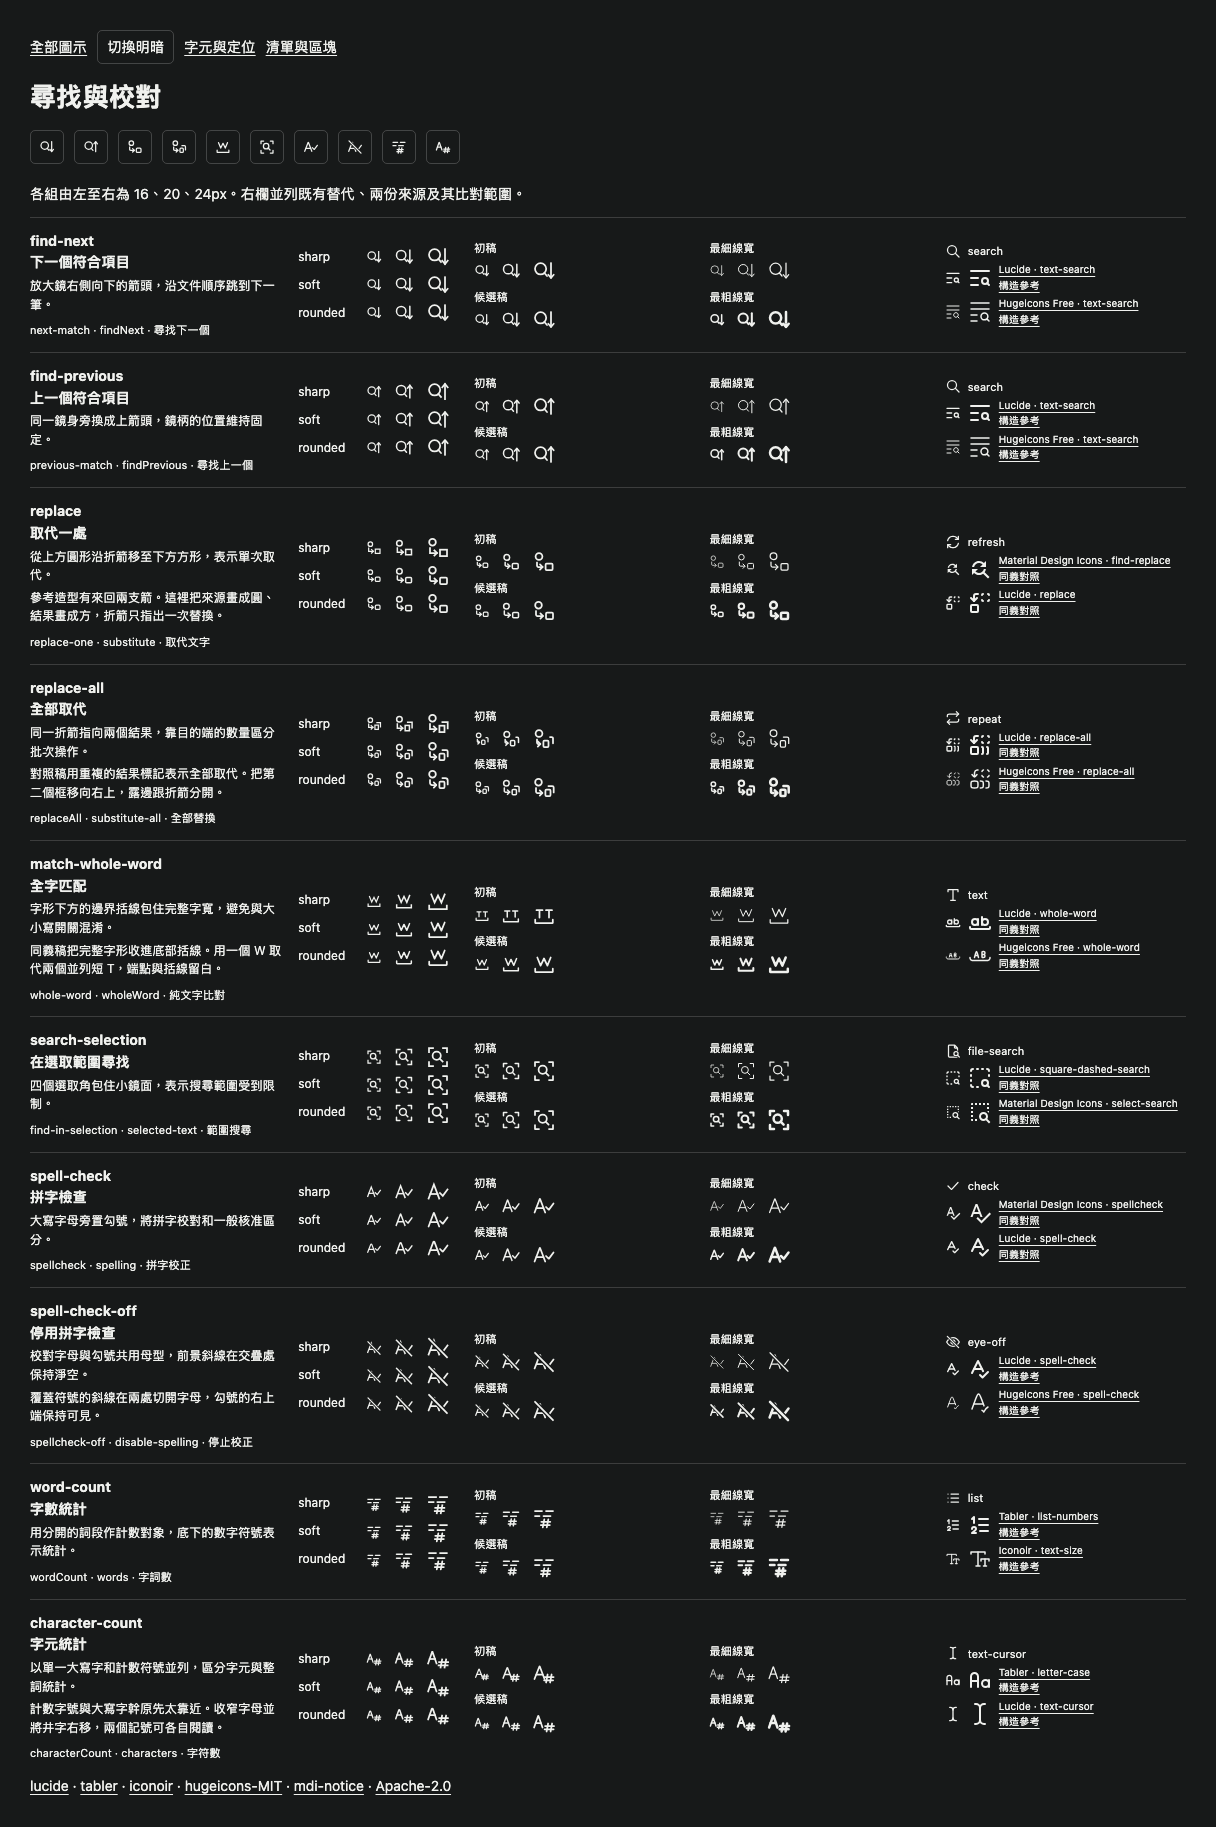 全部圖示 切換明暗 字元與定位 清單與區塊
尋找與校對
各組由左至右為 16、20、24px。右欄並列既有替代、兩份來源及其比對範圍。
find-next
下一個符合項目
放大鏡右側向下的箭頭，沿文件順序跳到下一
筆。
next-match · findNext · 尋找下一個
sharp
soft
rounded
初稿
候選稿
最細線寬
最粗線寬
search
Lucide · text-search
構造參考
Hugeicons Free · text-search
構造參考
find-previous
上一個符合項目
同一鏡身旁換成上箭頭，鏡柄的位置維持固
定。
previous-match · findPrevious · 尋找上一個
sharp
soft
rounded
初稿
候選稿
最細線寬
最粗線寬
search
Lucide · text-search
構造參考
Hugeicons Free · text-search
構造參考
replace
取代一處
從上方圓形沿折箭移至下方方形，表示單次取
代。
參考造型有來回兩支箭。這裡把來源畫成圓、
結果畫成方，折箭只指出一次替換。
replace-one · substitute · 取代文字
sharp
soft
rounded
初稿
候選稿
最細線寬
最粗線寬
refresh
Material Design Icons · find-replace
同義對照
Lucide · replace
同義對照
replace-all
全部取代
同一折箭指向兩個結果，靠目的端的數量區分
批次操作。
對照稿用重複的結果標記表示全部取代。把第
二個框移向右上，露邊跟折箭分開。
replaceAll · substitute-all · 全部替換
sharp
soft
rounded
初稿
候選稿
最細線寬
最粗線寬
repeat
Lucide · replace-all
同義對照
Hugeicons Free · replace-all
同義對照
match-whole-word
全字匹配
字形下方的邊界括線包住完整字寬，避免與大
小寫開關混淆。
同義稿把完整字形收進底部括線。用一個 W 取
代兩個並列短 T，端點與括線留白。
whole-word · wholeWord · 純文字比對
sharp
soft
rounded
初稿
候選稿
最細線寬
最粗線寬
text
Lucide · whole-word
同義對照
Hugeicons Free · whole-word
同義對照
search-selection
在選取範圍尋找
四個選取角包住小鏡面，表示搜尋範圍受到限
制。
find-in-selection · selected-text · 範圍搜尋
sharp
soft
rounded
初稿
候選稿
最細線寬
最粗線寬
file-search
Lucide · square-dashed-search
同義對照
Material Design Icons · select-search
同義對照
spell-check
拼字檢查
大寫字母旁置勾號，將拼字校對和一般核准區
分。
spellcheck · spelling · 拼字校正
sharp
soft
rounded
初稿
候選稿
最細線寬
最粗線寬
check
Material Design Icons · spellcheck
同義對照
Lucide · spell-check
同義對照
spell-check-off
停用拼字檢查
校對字母與勾號共用母型，前景斜線在交疊處
保持淨空。
覆蓋符號的斜線在兩處切開字母，勾號的右上
端保持可見。
spellcheck-off · disable-spelling · 停止校正
sharp
soft
rounded
初稿
候選稿
最細線寬
最粗線寬
eye-off
Lucide · spell-check
構造參考
Hugeicons Free · spell-check
構造參考
word-count
字數統計
用分開的詞段作計數對象，底下的數字符號表
示統計。
wordCount · words · 字詞數
sharp
soft
rounded
初稿
候選稿
最細線寬
最粗線寬
list
Tabler · list-numbers
構造參考
Iconoir · text-size
構造參考
character-count
字元統計
以單一大寫字和計數符號並列，區分字元與整
詞統計。
計數字號與大寫字幹原先太靠近。收窄字母並
將井字右移，兩個記號可各自閱讀。
characterCount · characters · 字符數
sharp
soft
rounded
初稿
候選稿
最細線寬
最粗線寬
text-cursor
Tabler · letter-case
構造參考
Lucide · text-cursor
構造參考
lucide · tabler · iconoir · hugeicons-MIT · mdi-notice · Apache-2.0